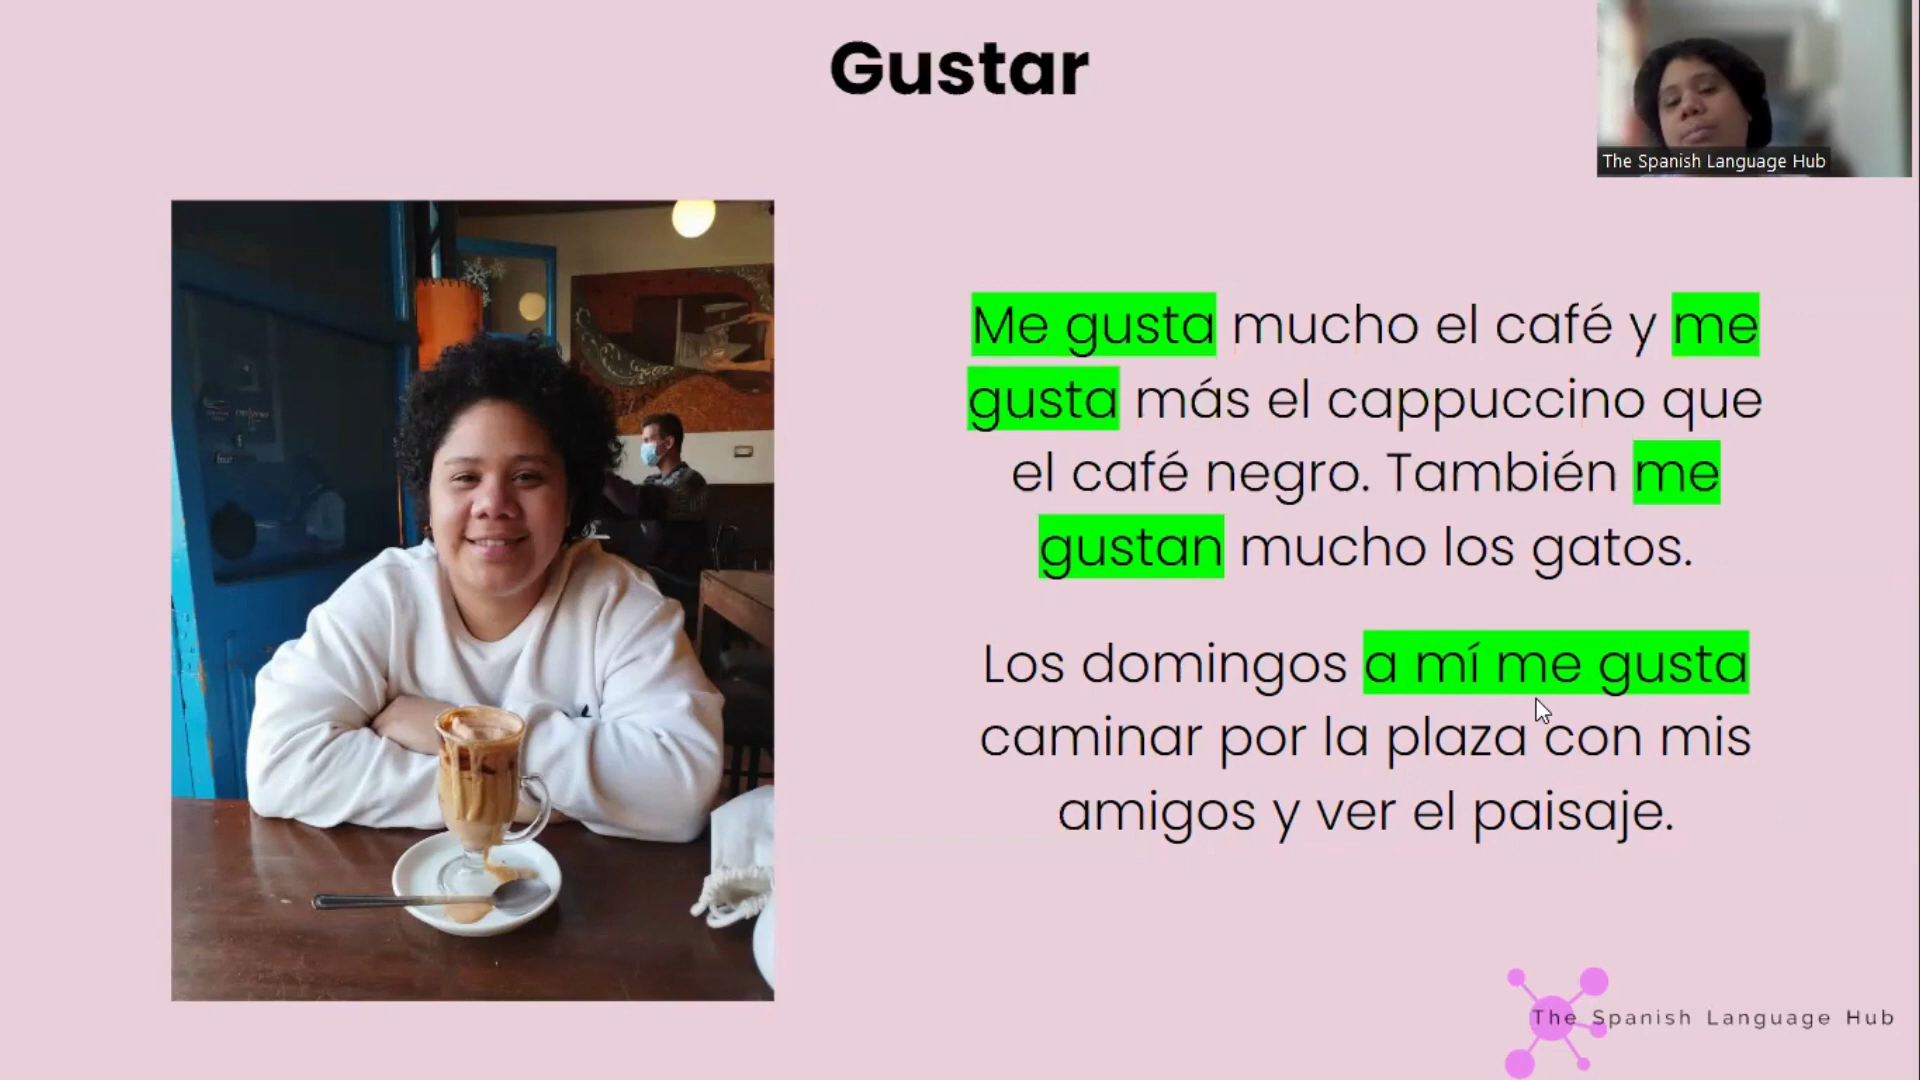 Gustar
The Spanish Language Hub
Me gusta mucho el café y me
gusta más el cappuccino que
el café negro. También me
gustan mucho los gatos.
Los domingos a mí me gusta
caminar por la plaza con mis
amigos y ver el paisaje.
The Spanish Language Hub